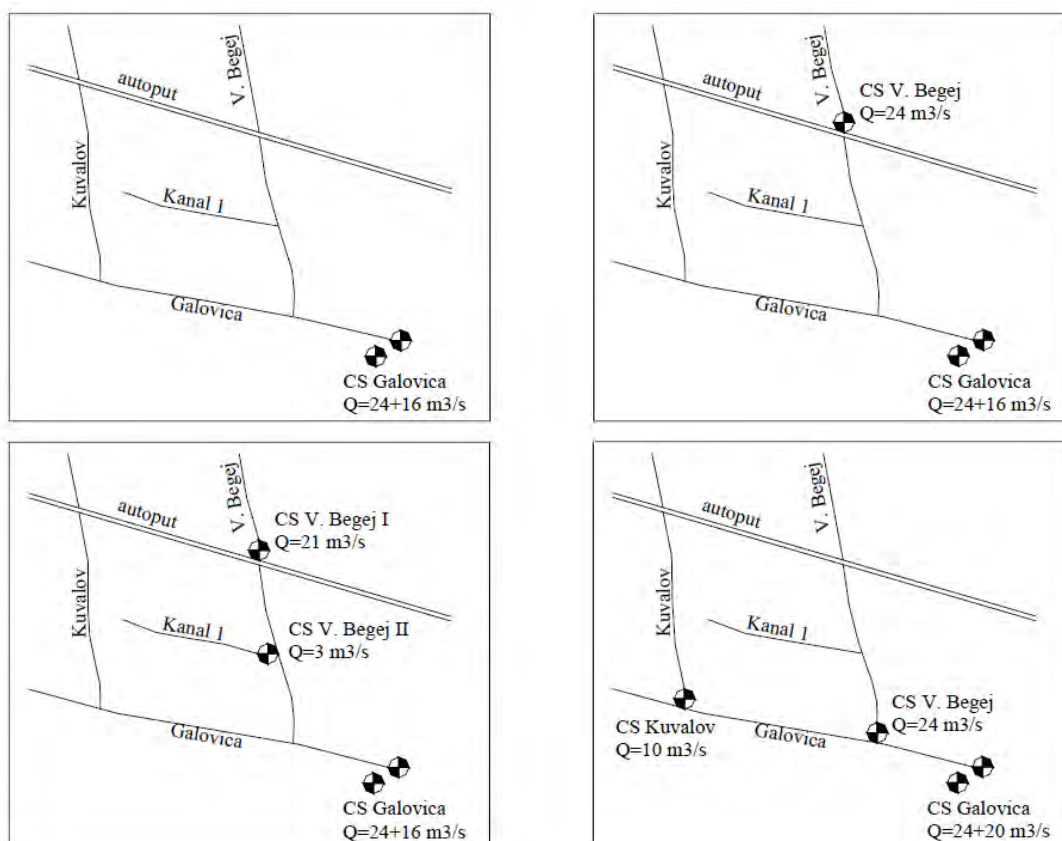 V. Begej
autoput
Kuvalov
Kanal 1
Galovica
CS Galovica
Q=24+16 m3/s
V. Begej
CS V. Begej
Q=24 m3/s
autoput
Kuvalov
Kanal 1
Galovica
CS Galovica
Q=24+16 m3/s
V. Begej
CS V. Begej I
Q=21 m3/s
autoput
Kuvalov
Kanal 1
CS V. Begej II
Q=3 m3/s
Galovica
CS Galovica
Q=24+16 m3/s
V. Begej
autoput
Kuvalov
Kanal 1
CS V. Begej
Q=24 m3/s
CS Kuvalov
Q=10 m3/s
Galovica
CS Galovica
Q=24+20 m3/s